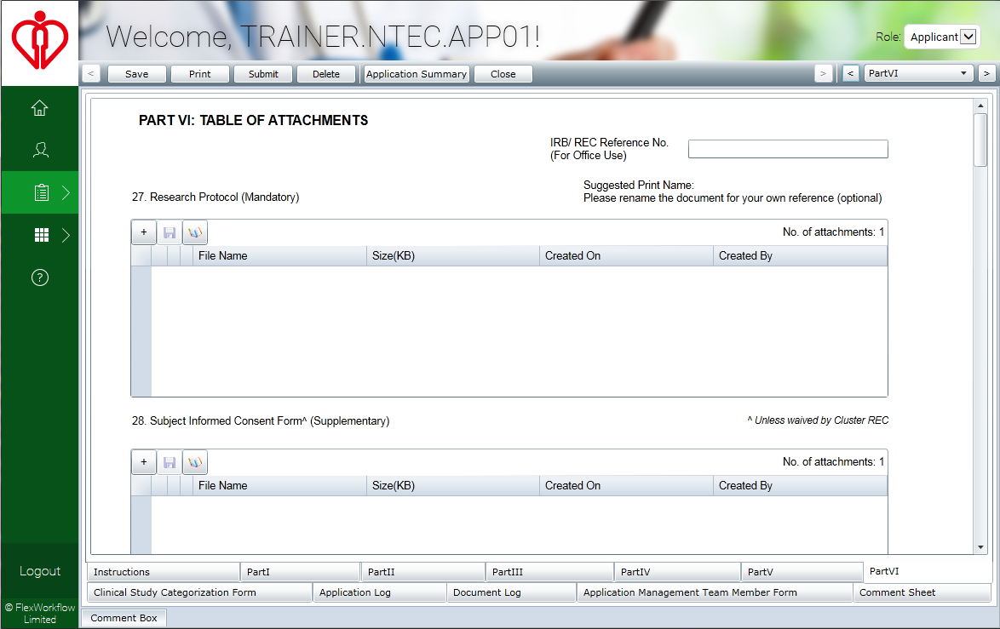 Welcome, TRAINER.NTEC.APP01!
Role: Applicant
< Save Print Submit Delete Application Summary Close > < PartVI >
PART VI: TABLE OF ATTACHMENTS
IRB/ REC Reference No.
(For Office Use)
Suggested Print Name:
27. Research Protocol (Mandatory)
Please rename the document for your own reference (optional)
+ No. of attachments: 1
File Name Size(KB) Created On Created By
28. Subject Informed Consent Form^ (Supplementary) ^ Unless waived by Cluster REC
+ No. of attachments: 1
File Name Size(KB) Created On Created By
Instructions PartI PartII PartIII PartIV PartV PartVI
Clinical Study Categorization Form Application Log Document Log Application Management Team Member Form Comment Sheet
Comment Box
?
Logout
© FlexWorkflow
Limited